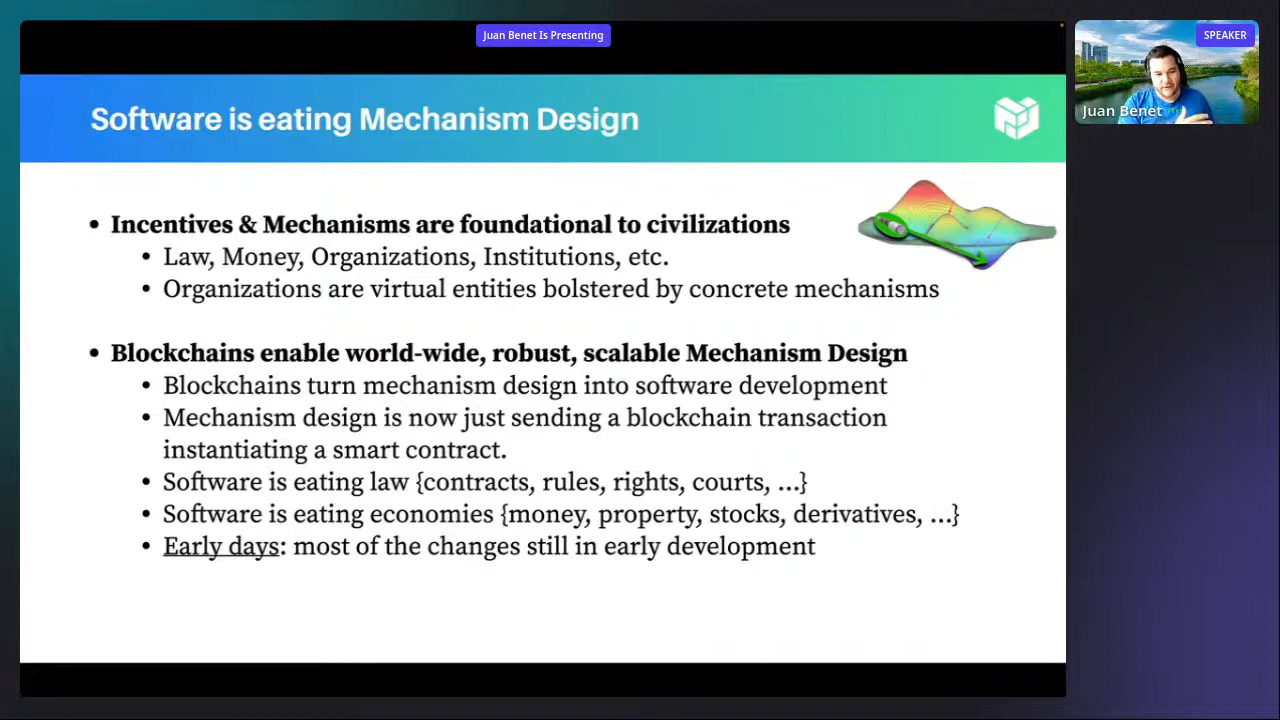 Juan Benet Is Presenting
SPEAKER
Juan Benet
Software is eating Mechanism Design
• Incentives & Mechanisms are foundational to civilizations
• Law, Money, Organizations, Institutions, etc.
• Organizations are virtual entities bolstered by concrete mechanisms
• Blockchains enable world-wide, robust, scalable Mechanism Design
• Blockchains turn mechanism design into software development
• Mechanism design is now just sending a blockchain transaction
instantiating a smart contract.
• Software is eating law {contracts, rules, rights, courts, ...}
• Software is eating economies {money, property, stocks, derivatives, ...}
• Early days: most of the changes still in early development